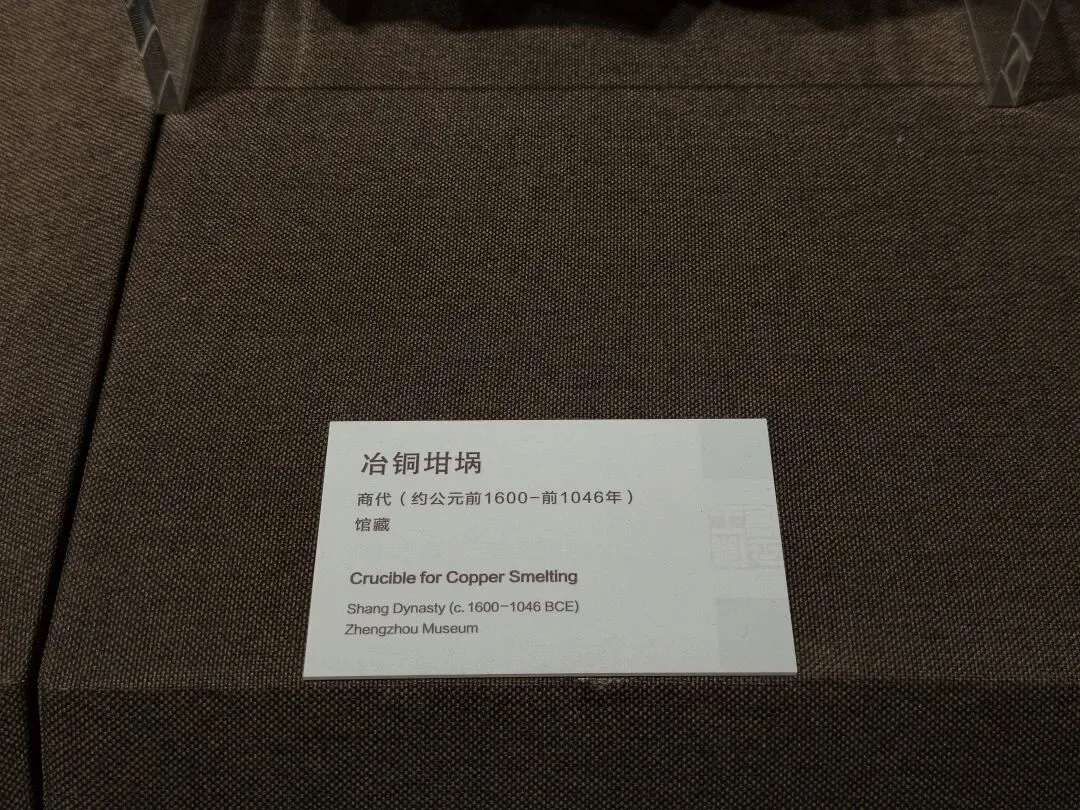 冶铜坩埚
商代（约公元前1600-前1046年）
馆藏
Crucible for Copper Smelting
Shang Dynasty (c. 1600-1046 BCE)
Zhengzhou Museum